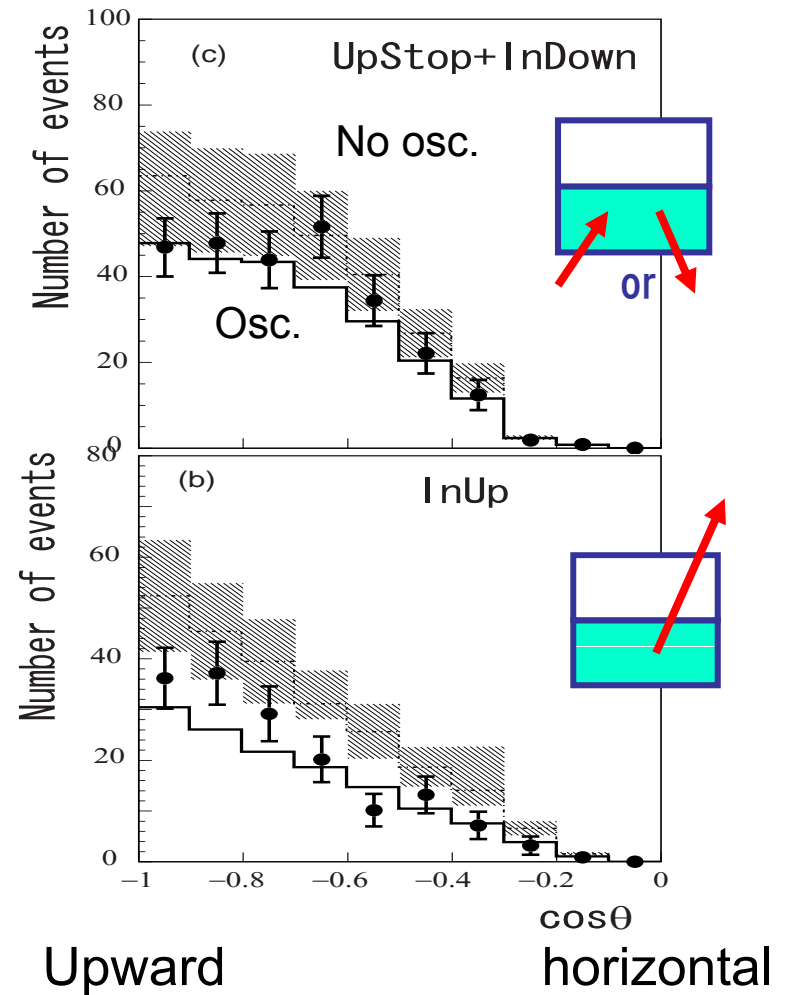 100
(c) UpStop+InDown
80
No osc.
60
40
or
Osc.
20
0
Number of events
80
(b) InUp
60
40
20
0
Number of events
−1 −0.8 −0.6 −0.4 −0.2 0
cosθ
Upward horizontal